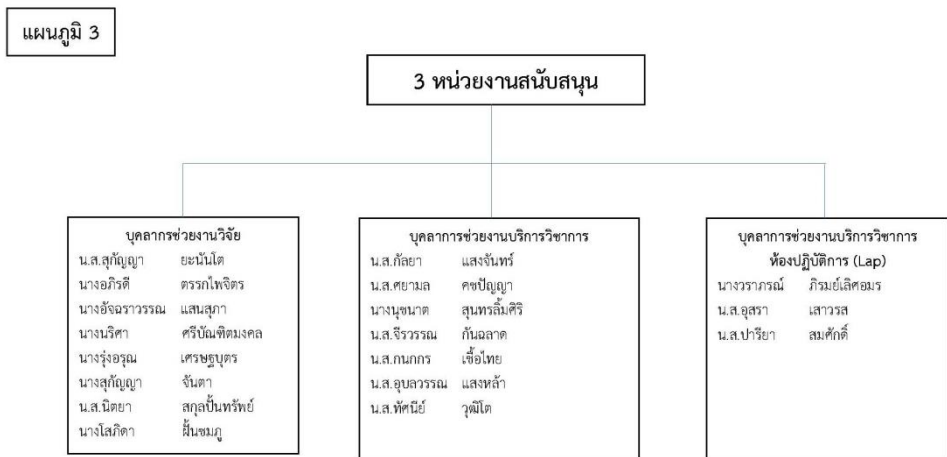 แผนภูมิ 3
3 หน่วยงานสนับสนุน
บุคลากรช่วยงานวิจัย
น.ส.สุกัญญา ยะนันโต
นางอภิรดี ตรรกไพจิตร
นางอัจฉราวรรณ แสนสุภา
นางนริศา ศรีบัณฑิตมงคล
นางรุ่งอรุณ เศรษฐบุตร
นางสุกัญญา จันตา
น.ส.นิตยา สกุลปั้นทรัพย์
นางโสภิดา ฝั้นชมภู
บุคลาการช่วยงานบริการวิชาการ
น.ส.กัลยา แสงจันทร์
น.ส.ศยามล คชปัญญา
นางนุชนาต สุนทรลิ้มศิริ
น.ส.จีรวรรณ กันฉลาด
น.ส.กนกกร เชื้อไทย
น.ส.อุบลวรรณ แสงหล้า
น.ส.ทัศนีย์ วุฒิโต
บุคลาการช่วยงานบริการวิชาการ
ห้องปฏิบัติการ (Lap)
นางวราภรณ์ ภิรมย์เลิศอมร
น.ส.อุสรา เสาวรส
น.ส.ปารียา สมศักดิ์